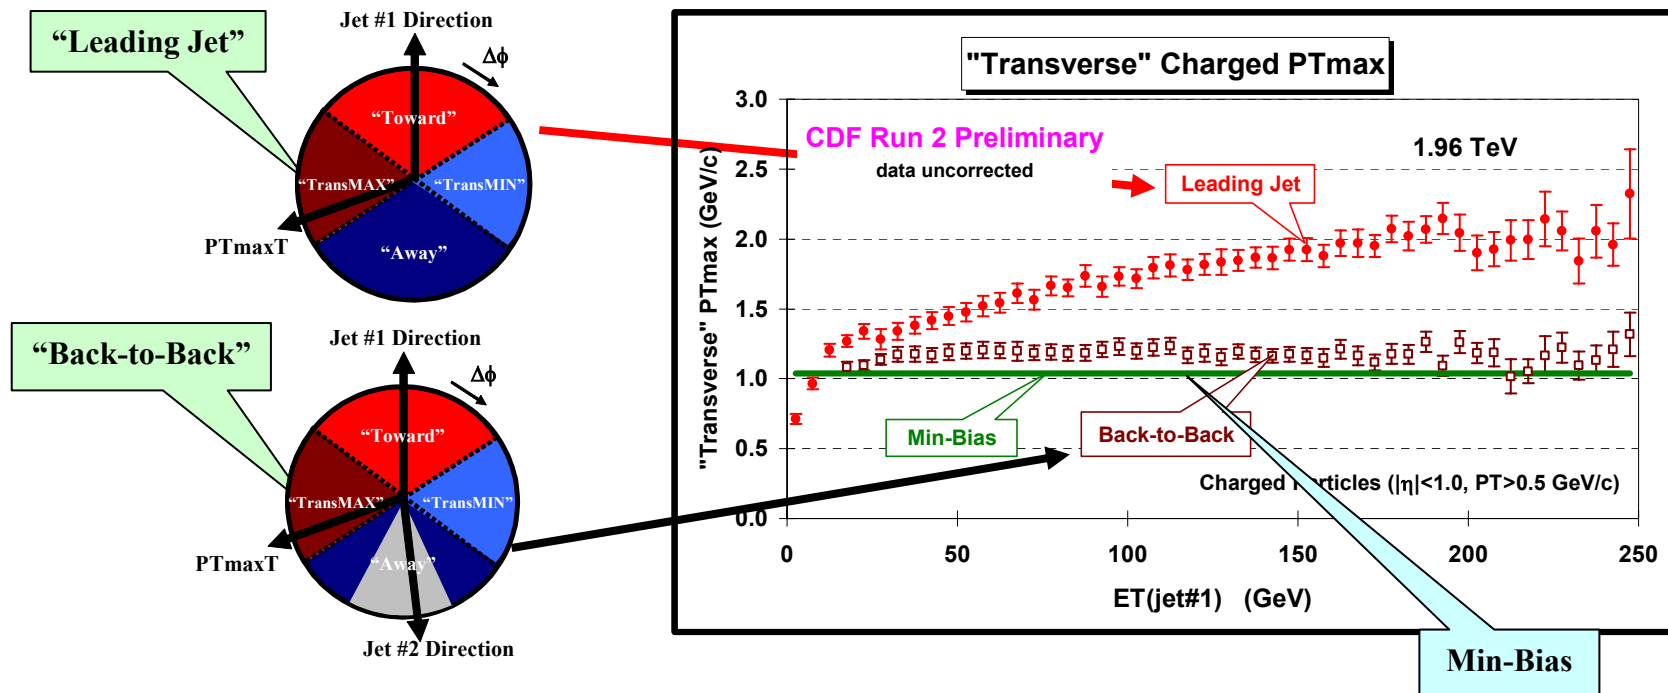 “Leading Jet”
Jet #1 Direction
Δϕ
“Toward”
“TransMAX”
“TransMIN”
PTmaxT
“Away”
“Back-to-Back”
Jet #1 Direction
Δϕ
“Toward”
“TransMAX”
“TransMIN”
PTmaxT
“Away”
Jet #2 Direction
"Transverse" Charged PTmax
"Transverse" PTmax (GeV/c)
3.0
2.5
2.0
1.5
1.0
0.5
0.0
CDF Run 2 Preliminary
data uncorrected
1.96 TeV
Leading Jet
Min-Bias
Back-to-Back
Charged Particles (|η|<1.0, PT>0.5 GeV/c)
0 50 100 150 200 250
ET(jet#1) (GeV)
Min-Bias